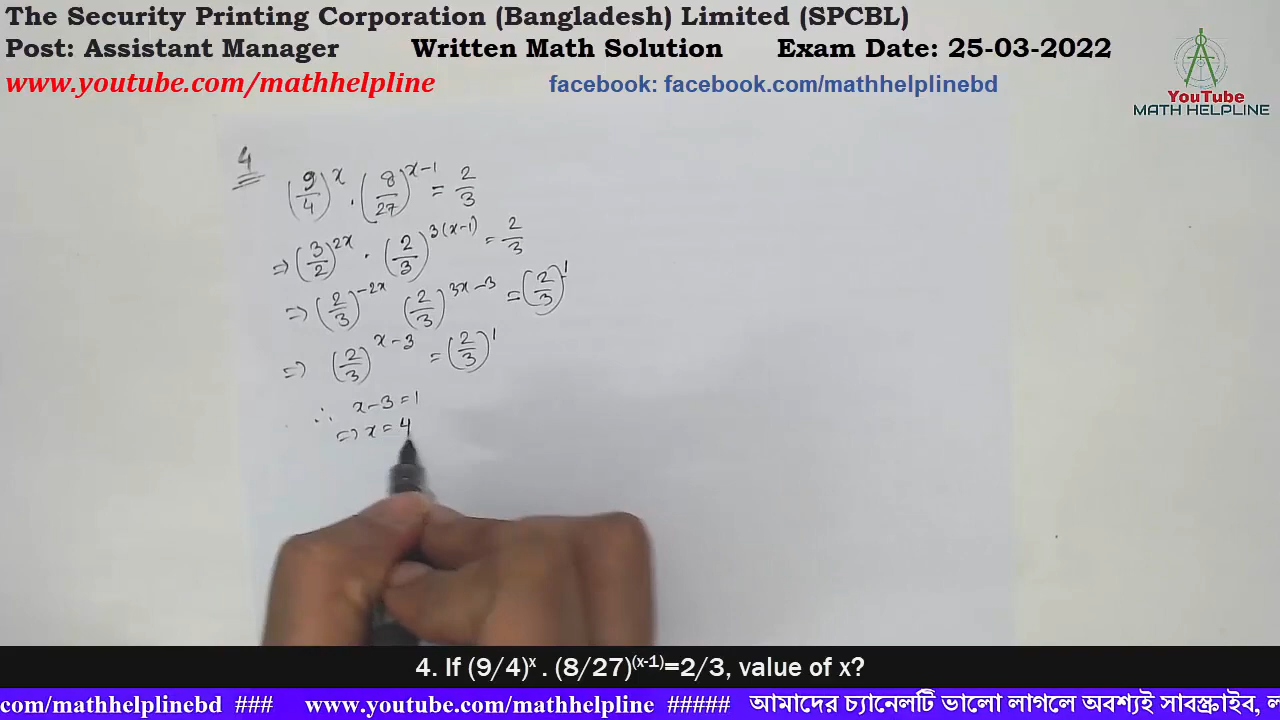 The Security Printing Corporation (Bangladesh) Limited (SPCBL)
Post: Assistant Manager Written Math Solution Exam Date: 25-03-2022
www.youtube.com/mathhelpline facebook: facebook.com/mathhelplinebd
YouTube
MATH HELPLINE
4
(9/4)^x . (8/27)^(x-1) = 2/3
=> (3/2)^2x . (2/3)^3(x-1) = 2/3
=> (2/3)^-2x (2/3)^3x-3 = (2/3)^1
=> (2/3)^x-3 = (2/3)^1
∴ x-3=1
=> x = 4
4. If (9/4)ˣ . (8/27)⁽ˣ⁻¹⁾=2/3, value of x?
com/mathhelplinebd ### www.youtube.com/mathhelpline ##### আমাদের চ্যানেলটি ভালো লাগলে অবশ্যই সাবস্ক্রাইব,